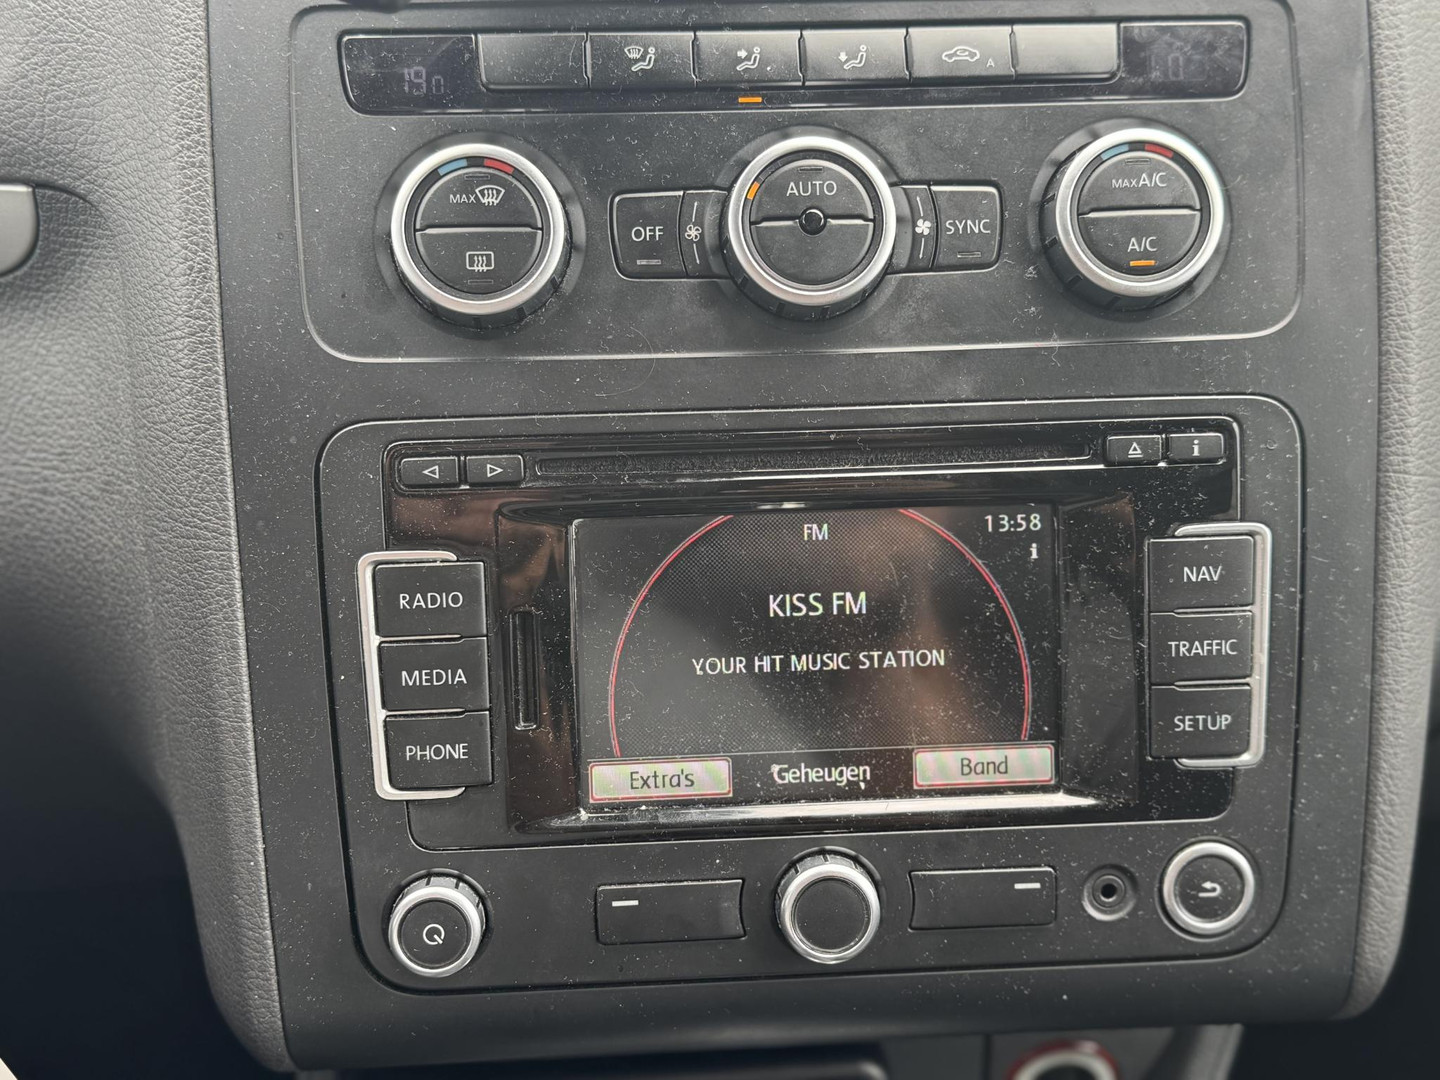 19
A
MAX
AUTO
OFF
SYNC
MAX A/C
A/C
i
FM
13:58
i
KISS FM
YOUR HIT MUSIC STATION
Extra's
Geheugen
Band
RADIO
MEDIA
PHONE
NAV
TRAFFIC
SETUP